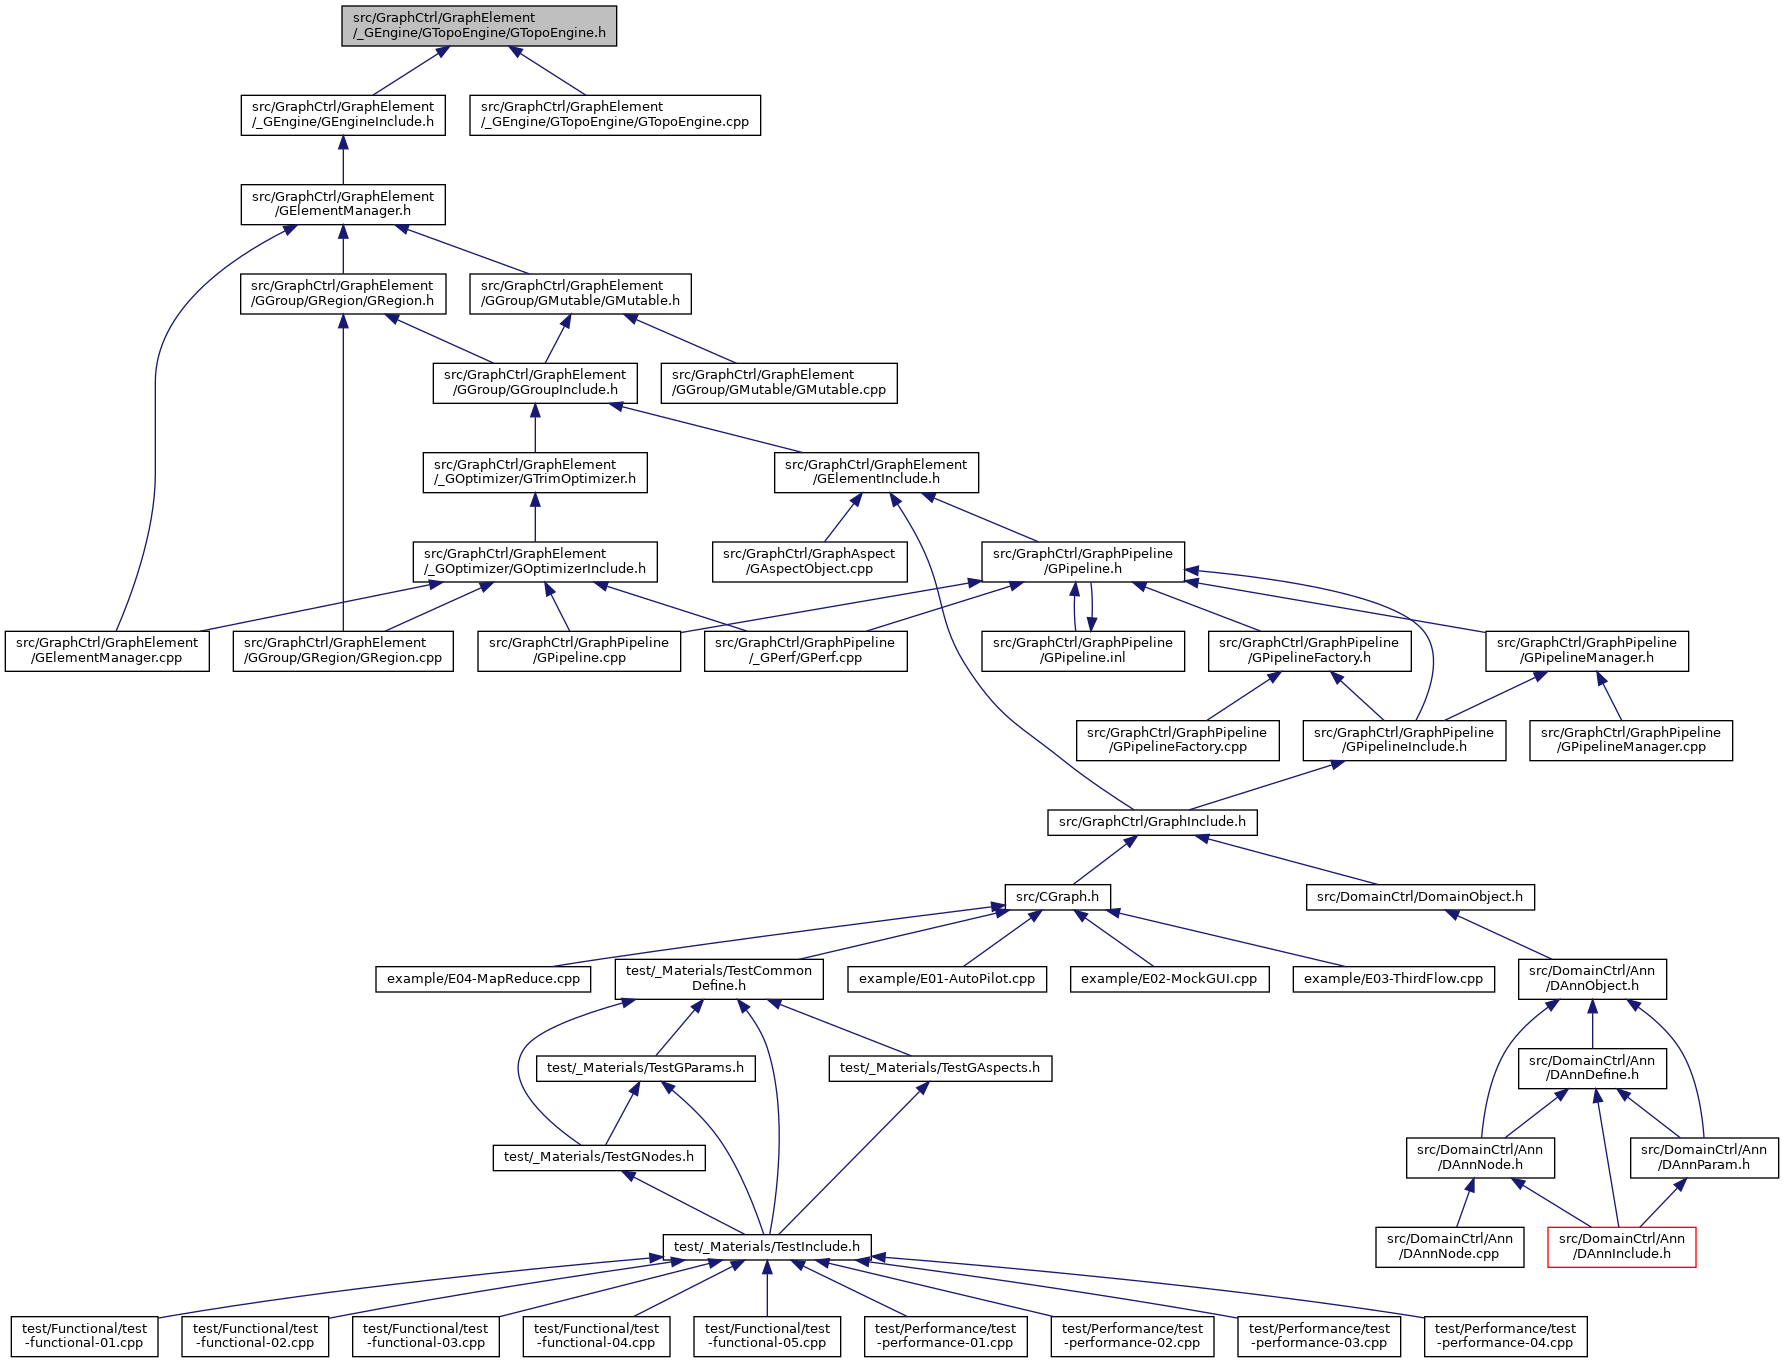 src/GraphCtrl/GraphElement
/_GEngine/GTopoEngine/GTopoEngine.h
src/GraphCtrl/GraphElement
/_GEngine/GEngineInclude.h
src/GraphCtrl/GraphElement
/_GEngine/GTopoEngine/GTopoEngine.cpp
src/GraphCtrl/GraphElement
/GElementManager.h
src/GraphCtrl/GraphElement
/GGroup/GRegion/GRegion.h
src/GraphCtrl/GraphElement
/GGroup/GMutable/GMutable.h
src/GraphCtrl/GraphElement
/GGroup/GGroupInclude.h
src/GraphCtrl/GraphElement
/GGroup/GMutable/GMutable.cpp
src/GraphCtrl/GraphElement
/_GOptimizer/GTrimOptimizer.h
src/GraphCtrl/GraphElement
/GElementInclude.h
src/GraphCtrl/GraphElement
/_GOptimizer/GOptimizerInclude.h
src/GraphCtrl/GraphAspect
/GAspectObject.cpp
src/GraphCtrl/GraphPipeline
/GPipeline.h
src/GraphCtrl/GraphElement
/GElementManager.cpp
src/GraphCtrl/GraphElement
/GGroup/GRegion/GRegion.cpp
src/GraphCtrl/GraphPipeline
/GPipeline.cpp
src/GraphCtrl/GraphPipeline
/_GPerf/GPerf.cpp
src/GraphCtrl/GraphPipeline
/GPipeline.inl
src/GraphCtrl/GraphPipeline
/GPipelineFactory.h
src/GraphCtrl/GraphPipeline
/GPipelineManager.h
src/GraphCtrl/GraphPipeline
/GPipelineFactory.cpp
src/GraphCtrl/GraphPipeline
/GPipelineInclude.h
src/GraphCtrl/GraphPipeline
/GPipelineManager.cpp
src/GraphCtrl/GraphInclude.h
src/CGraph.h
src/DomainCtrl/DomainObject.h
example/E04-MapReduce.cpp
test/_Materials/TestCommon
Define.h
example/E01-AutoPilot.cpp
example/E02-MockGUI.cpp
example/E03-ThirdFlow.cpp
src/DomainCtrl/Ann
/DAnnObject.h
test/_Materials/TestGParams.h
test/_Materials/TestGAspects.h
src/DomainCtrl/Ann
/DAnnDefine.h
test/_Materials/TestGNodes.h
src/DomainCtrl/Ann
/DAnnNode.h
src/DomainCtrl/Ann
/DAnnParam.h
test/_Materials/TestInclude.h
src/DomainCtrl/Ann
/DAnnNode.cpp
src/DomainCtrl/Ann
/DAnnInclude.h
test/Functional/test
-functional-01.cpp
test/Functional/test
-functional-02.cpp
test/Functional/test
-functional-03.cpp
test/Functional/test
-functional-04.cpp
test/Functional/test
-functional-05.cpp
test/Performance/test
-performance-01.cpp
test/Performance/test
-performance-02.cpp
test/Performance/test
-performance-03.cpp
test/Performance/test
-performance-04.cpp